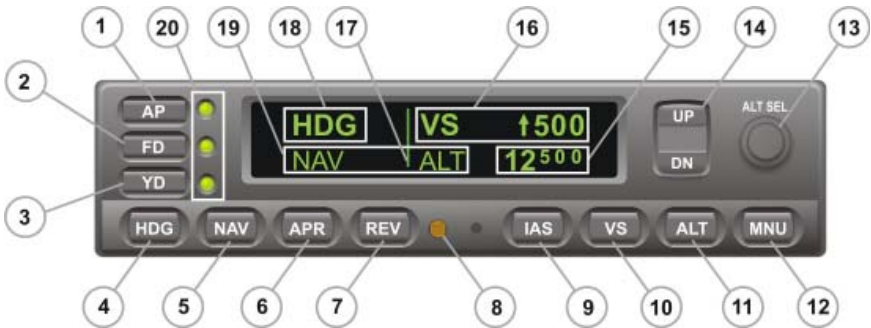 1 20 19 18 17 16 15 14 13
2
AP HDG VS ↑500 UP ALT SEL
FD NAV ALT 12500 DN
YD
3
HDG NAV APR REV IAS VS ALT MNU
4 5 6 7 8 9 10 11 12